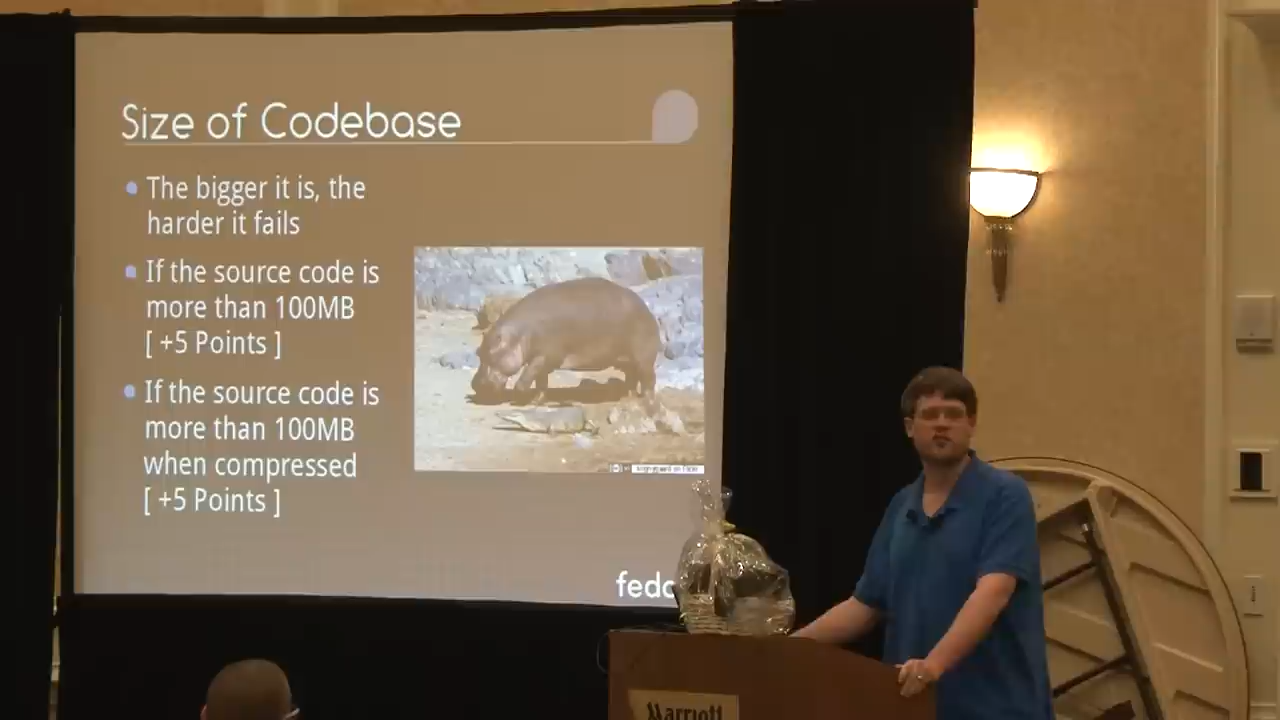 Size of Codebase
The bigger it is, the
harder it fails
If the source code is
more than 100MB
[ +5 Points ]
If the source code is
more than 100MB
when compressed
[ +5 Points ]
fedo
Marriott